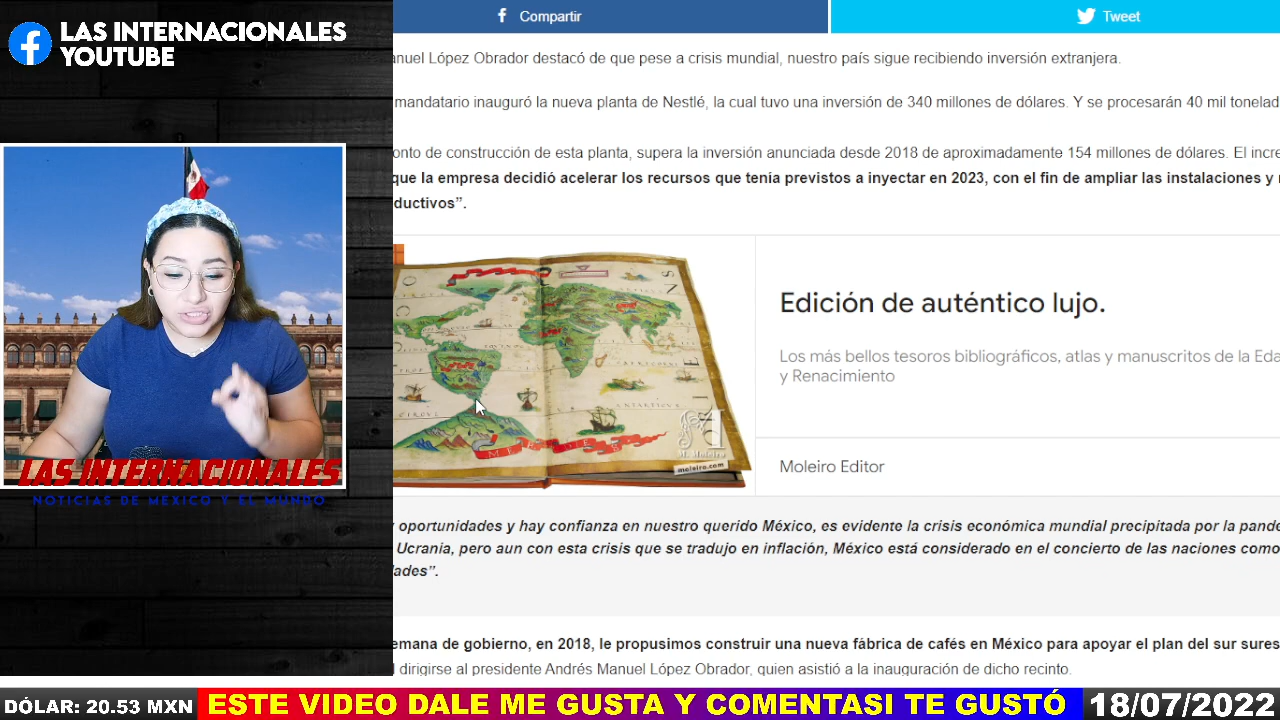 LAS INTERNACIONALES
YOUTUBE
Compartir
Tweet
anuel López Obrador destacó de que pese a crisis mundial, nuestro país sigue recibiendo inversión extranjera.
mandatario inauguró la nueva planta de Nestlé, la cual tuvo una inversión de 340 millones de dólares. Y se procesarán 40 mil tonelad
onto de construcción de esta planta, supera la inversión anunciada desde 2018 de aproximadamente 154 millones de dólares. El incre
que la empresa decidió acelerar los recursos que tenía previstos a inyectar en 2023, con el fin de ampliar las instalaciones y
ductivos”.
Edición de auténtico lujo.
Los más bellos tesoros bibliográficos, atlas y manuscritos de la Eda
y Renacimiento
M. Moleiro
moleiro.com
Moleiro Editor
LAS INTERNACIONALES
NOTICIAS DE MEXICO Y EL MUNDO
y oportunidades y hay confianza en nuestro querido México, es evidente la crisis económica mundial precipitada por la pande
Ucrania, pero aun con esta crisis que se tradujo en inflación, México está considerado en el concierto de las naciones como
dades”.
emana de gobierno, en 2018, le propusimos construir una nueva fábrica de cafés en México para apoyar el plan del sur sures
l dirigirse al presidente Andrés Manuel López Obrador, quien asistió a la inauguración de dicho recinto.
DÓLAR: 20.53 MXN
ESTE VIDEO DALE ME GUSTA Y COMENTASI TE GUSTÓ
18/07/2022